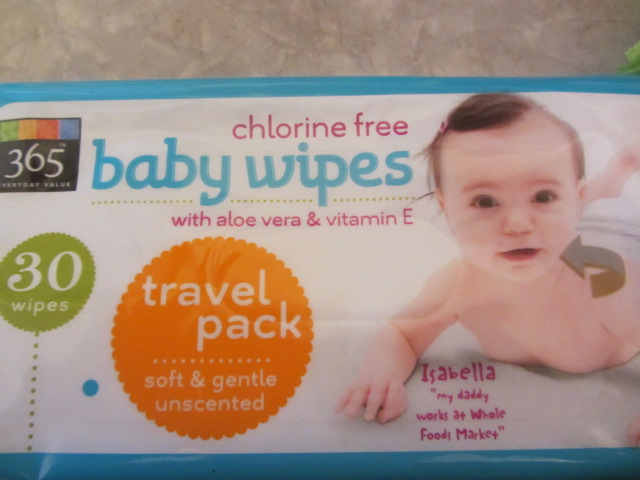 chlorine free
365™
EVERYDAY VALUE
baby wipes
with aloe vera & vitamin E
30
wipes
travel
pack
soft & gentle
unscented
Isabella
"my daddy
works at Whole
Foods Market"